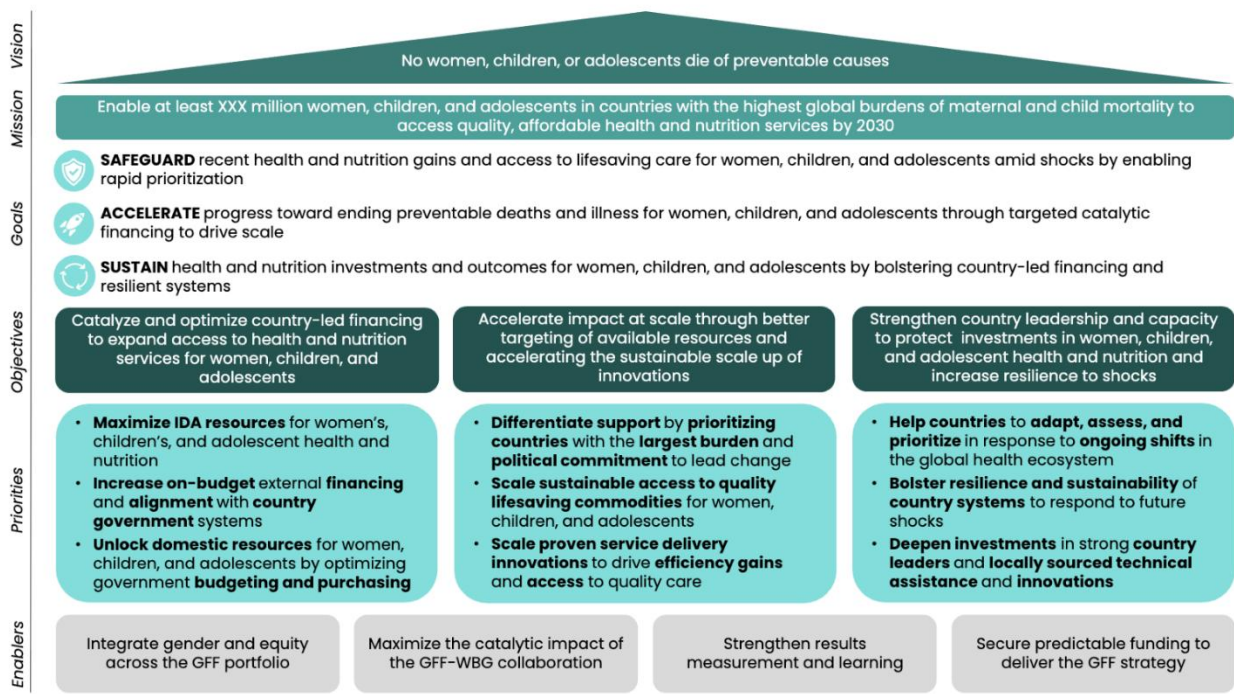 Vision
No women, children, or adolescents die of preventable causes
Mission
Enable at least XXX million women, children, and adolescents in countries with the highest global burdens of maternal and child mortality to
access quality, affordable health and nutrition services by 2030
Goals
SAFEGUARD recent health and nutrition gains and access to lifesaving care for women, children, and adolescents amid shocks by enabling
rapid prioritization
ACCELERATE progress toward ending preventable deaths and illness for women, children, and adolescents through targeted catalytic
financing to drive scale
SUSTAIN health and nutrition investments and outcomes for women, children, and adolescents by bolstering country-led financing and
resilient systems
Objectives
Catalyze and optimize country-led financing
to expand access to health and nutrition
services for women, children, and
adolescents
Accelerate impact at scale through better
targeting of available resources and
accelerating the sustainable scale up of
innovations
Strengthen country leadership and capacity
to protect investments in women, children,
and adolescent health and nutrition and
increase resilience to shocks
Priorities
• Maximize IDA resources for women's,
children's, and adolescent health and
nutrition
• Increase on-budget external financing
and alignment with country
government systems
• Unlock domestic resources for women,
children, and adolescents by optimizing
government budgeting and purchasing
• Differentiate support by prioritizing
countries with the largest burden and
political commitment to lead change
• Scale sustainable access to quality
lifesaving commodities for women,
children, and adolescents
• Scale proven service delivery
innovations to drive efficiency gains
and access to quality care
• Help countries to adapt, assess, and
prioritize in response to ongoing shifts in
the global health ecosystem
• Bolster resilience and sustainability of
country systems to respond to future
shocks
• Deepen investments in strong country
leaders and locally sourced technical
assistance and innovations
Enablers
Integrate gender and equity
across the GFF portfolio
Maximize the catalytic impact of
the GFF-WBG collaboration
Strengthen results
measurement and learning
Secure predictable funding to
deliver the GFF strategy